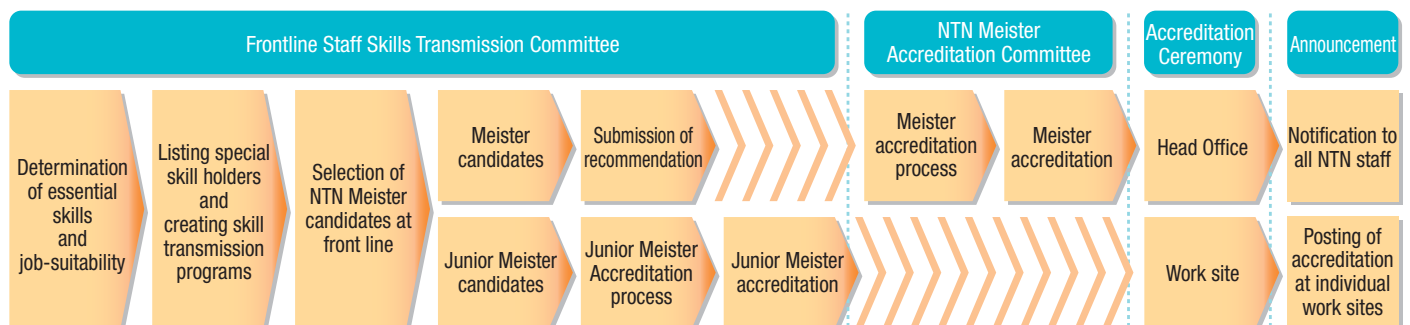 Frontline Staff Skills Transmission Committee
NTN Meister
Accreditation Committee
Accreditation
Ceremony
Announcement
Determination
of essential
skills
and
job-suitability
Listing special
skill holders
and
creating skill
transmission
programs
Selection of
NTN Meister
candidates at
front line
Meister
candidates
Submission of
recommendation
Meister
accreditation
process
Meister
accreditation
Head Office
Notification to
all NTN staff
Junior Meister
candidates
Junior Meister
Accreditation
process
Junior Meister
accreditation
Work site
Posting of
accreditation
at individual
work sites